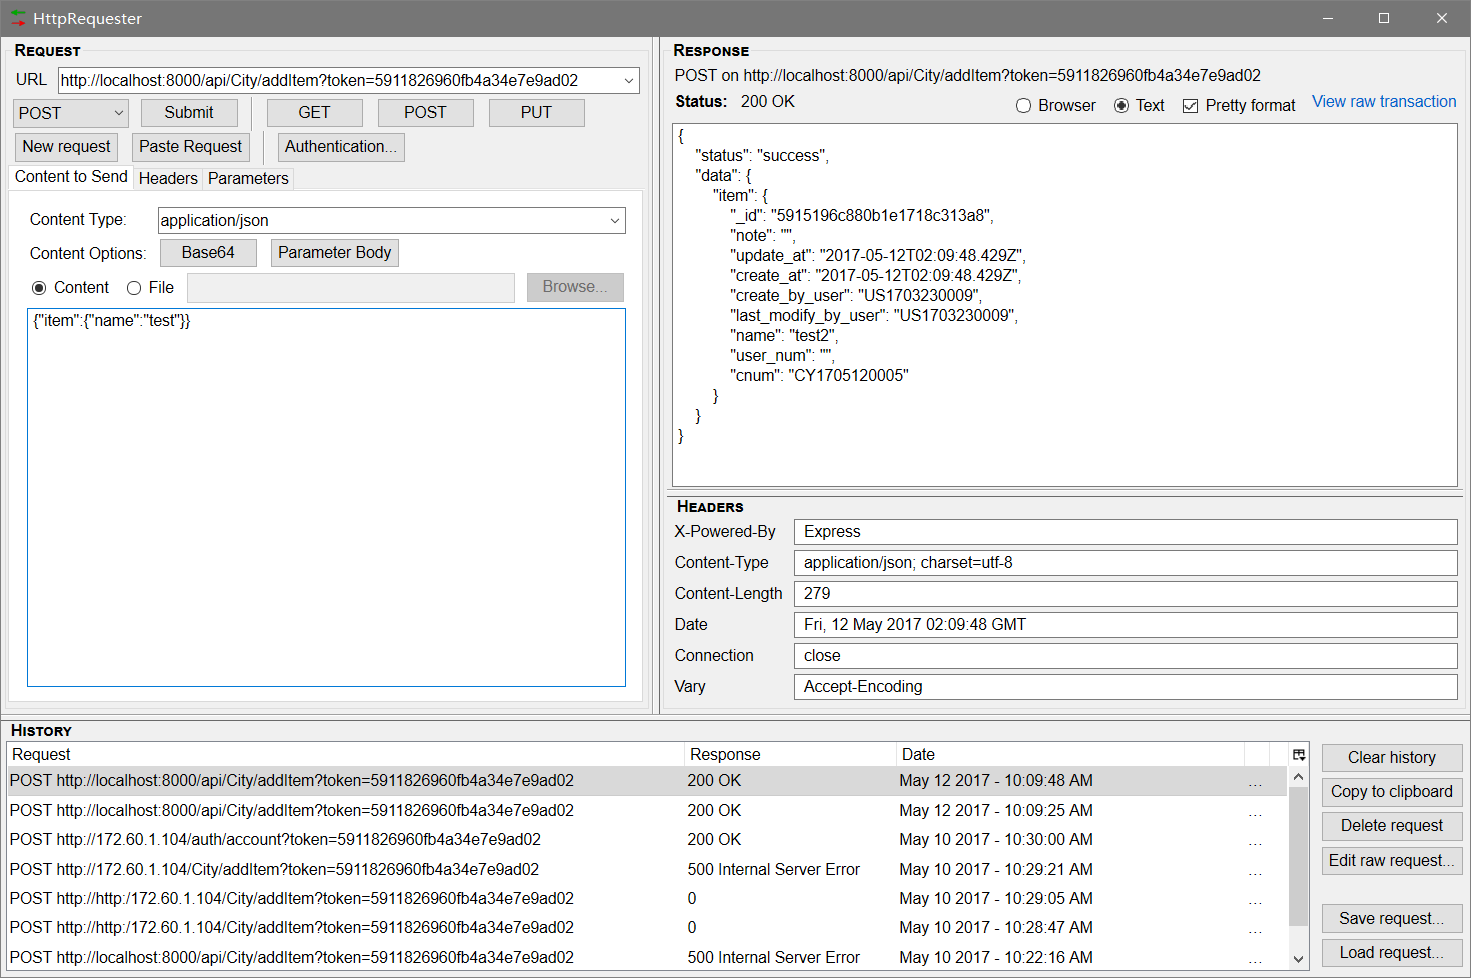 HttpRequester
REQUEST
URL http://localhost:8000/api/City/addItem?token=5911826960fb4a34e7e9ad02
POST Submit GET POST PUT
New request Paste Request Authentication...
Content to Send Headers Parameters
Content Type: application/json
Content Options: Base64 Parameter Body
Content File Browse...
{"item":{"name":"test"}}
RESPONSE
POST on http://localhost:8000/api/City/addItem?token=5911826960fb4a34e7e9ad02
Status: 200 OK Browser Text Pretty format View raw transaction
{
"status": "success",
"data": {
"item": {
"_id": "5915196c880b1e1718c313a8",
"note": "",
"update_at": "2017-05-12T02:09:48.429Z",
"create_at": "2017-05-12T02:09:48.429Z",
"create_by_user": "US1703230009",
"last_modify_by_user": "US1703230009",
"name": "test2",
"user_num": "",
"cnum": "CY1705120005"
}
}
}
HEADERS
X-Powered-By Express
Content-Type application/json; charset=utf-8
Content-Length 279
Date Fri, 12 May 2017 02:09:48 GMT
Connection close
Vary Accept-Encoding
HISTORY
Request Response Date
POST http://localhost:8000/api/City/addItem?token=5911826960fb4a34e7e9ad02 200 OK May 12 2017 - 10:09:48 AM ...
POST http://localhost:8000/api/City/addItem?token=5911826960fb4a34e7e9ad02 200 OK May 12 2017 - 10:09:25 AM ...
POST http://172.60.1.104/auth/account?token=5911826960fb4a34e7e9ad02 200 OK May 10 2017 - 10:30:00 AM ...
POST http://172.60.1.104/City/addItem?token=5911826960fb4a34e7e9ad02 500 Internal Server Error May 10 2017 - 10:29:21 AM ...
POST http://http:/172.60.1.104/City/addItem?token=5911826960fb4a34e7e9ad02 0 May 10 2017 - 10:29:05 AM ...
POST http://http:/172.60.1.104/City/addItem?token=5911826960fb4a34e7e9ad02 0 May 10 2017 - 10:28:47 AM ...
POST http://localhost:8000/api/City/addItem?token=5911826960fb4a34e7e9ad02 500 Internal Server Error May 10 2017 - 10:22:16 AM ...
Clear history
Copy to clipboard
Delete request
Edit raw request...
Save request...
Load request...